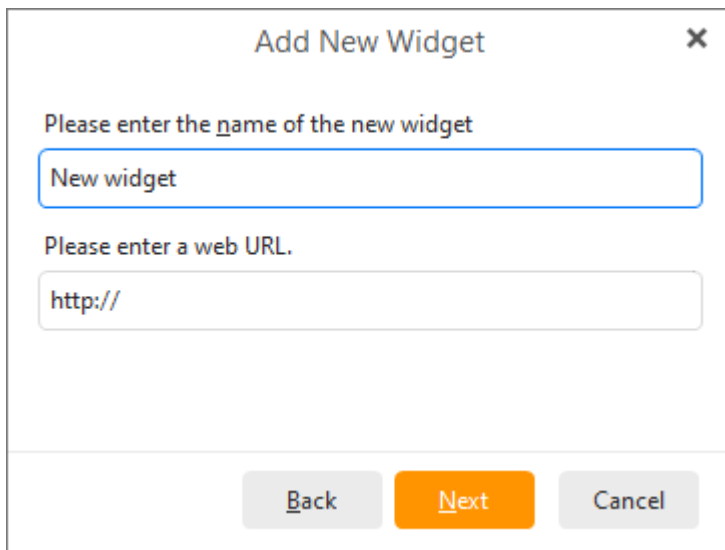 Add New Widget
Please enter the name of the new widget
New widget
Please enter a web URL.
http://
Back Next Cancel